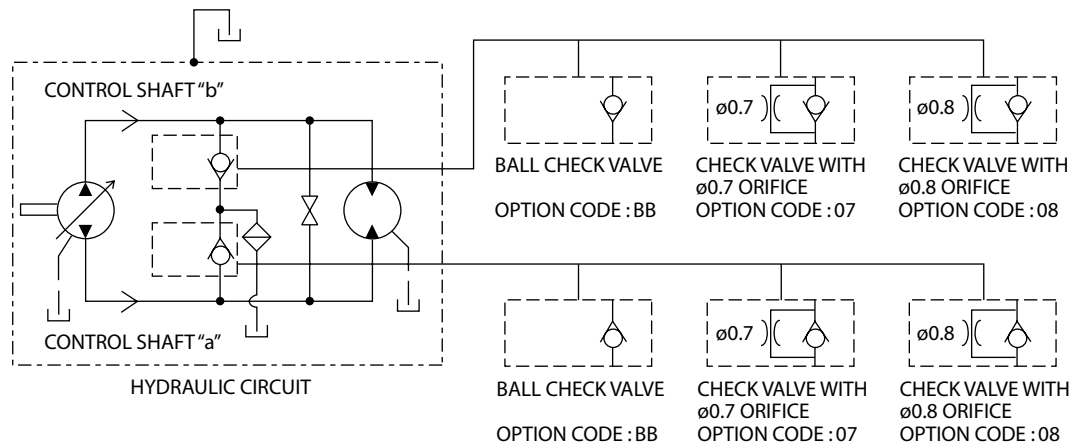 CONTROL SHAFT "b"
CONTROL SHAFT "a"
HYDRAULIC CIRCUIT
BALL CHECK VALVE
OPTION CODE : BB
ø0.7
CHECK VALVE WITH
ø0.7 ORIFICE
OPTION CODE : 07
ø0.8
CHECK VALVE WITH
ø0.8 ORIFICE
OPTION CODE : 08
BALL CHECK VALVE
OPTION CODE : BB
ø0.7
CHECK VALVE WITH
ø0.7 ORIFICE
OPTION CODE : 07
ø0.8
CHECK VALVE WITH
ø0.8 ORIFICE
OPTION CODE : 08